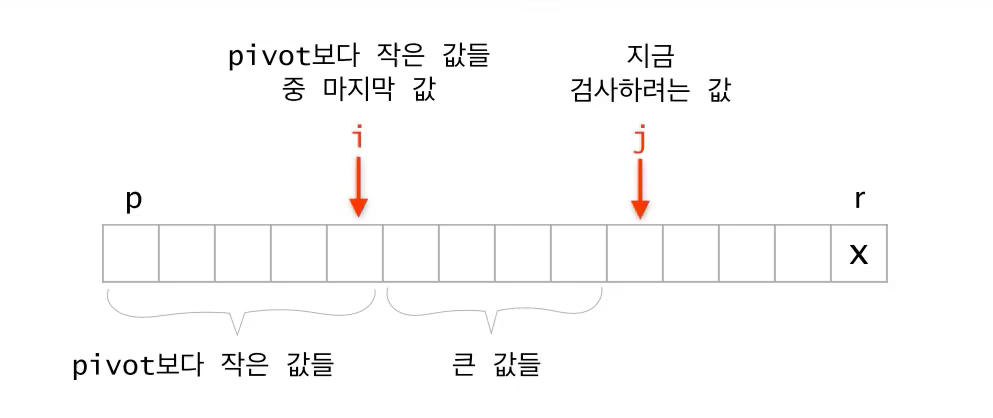 pivot보다 작은 값들
중 마지막 값
지금
검사하려는 값
i
j
p
r
x
pivot보다 작은 값들
큰 값들